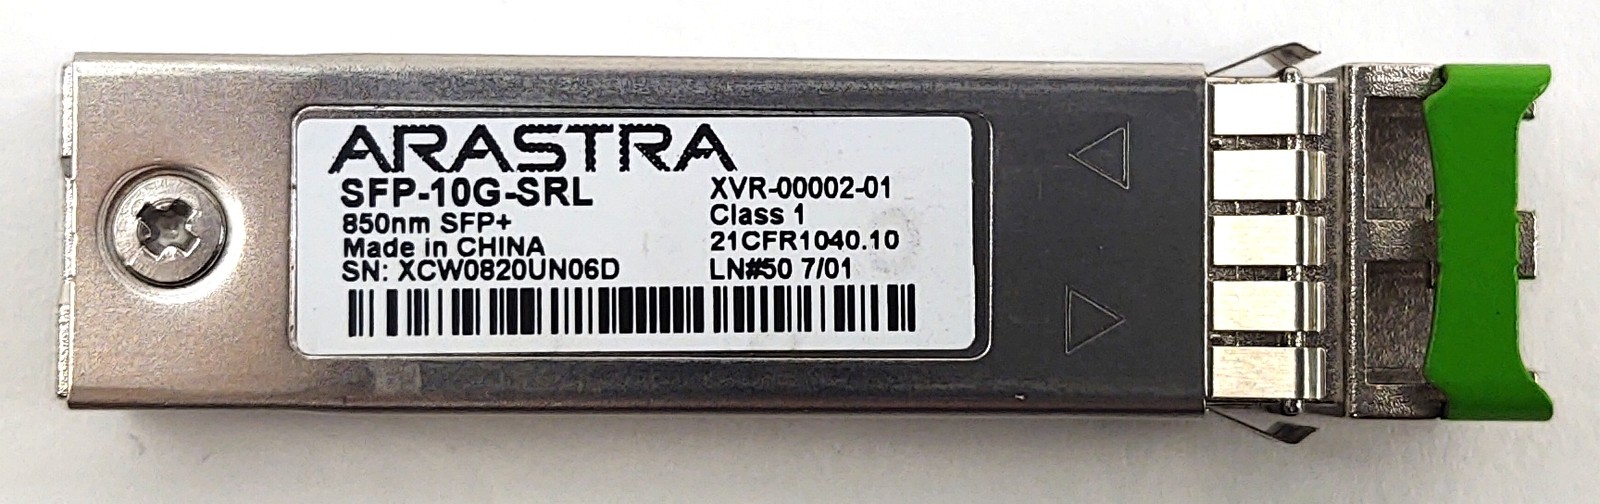 ARASTRA
SFP-10G-SRL
850nm SFP+
Made in CHINA
SN: XCW0820UN06D
XVR-00002-01
Class 1
21CFR1040.10
LN#50 7/01